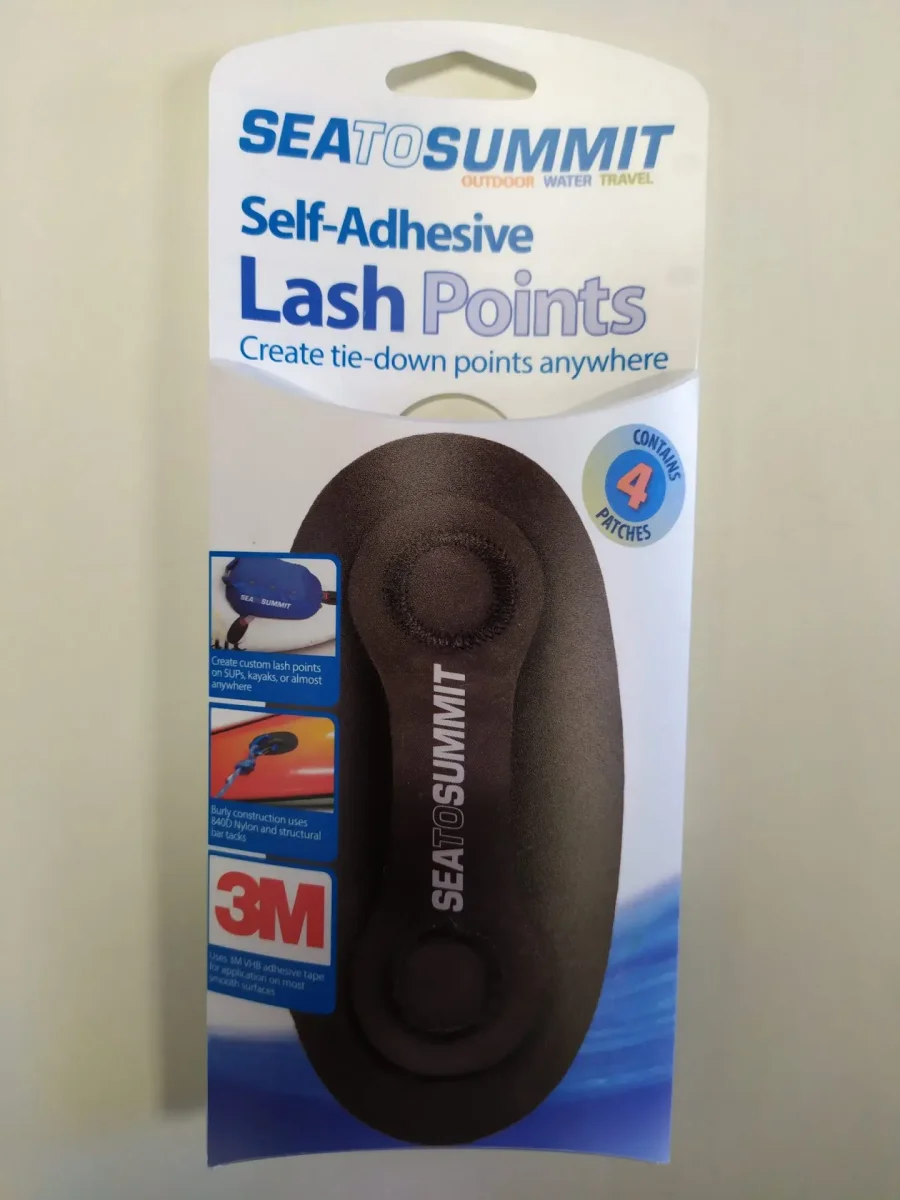 SEATOSUMMIT
OUTDOOR WATER TRAVEL
Self-Adhesive
Lash Points
Create tie-down points anywhere
CONTAINS
4
PATCHES
SEATOSUMMIT
Create custom lash points
on SUPs, kayaks, or almost
anywhere
Burly construction uses
840D Nylon and structural
bar tacks
3M
Uses 3M VHB adhesive tape
for application on most
smooth surfaces
SEATOSUMMIT